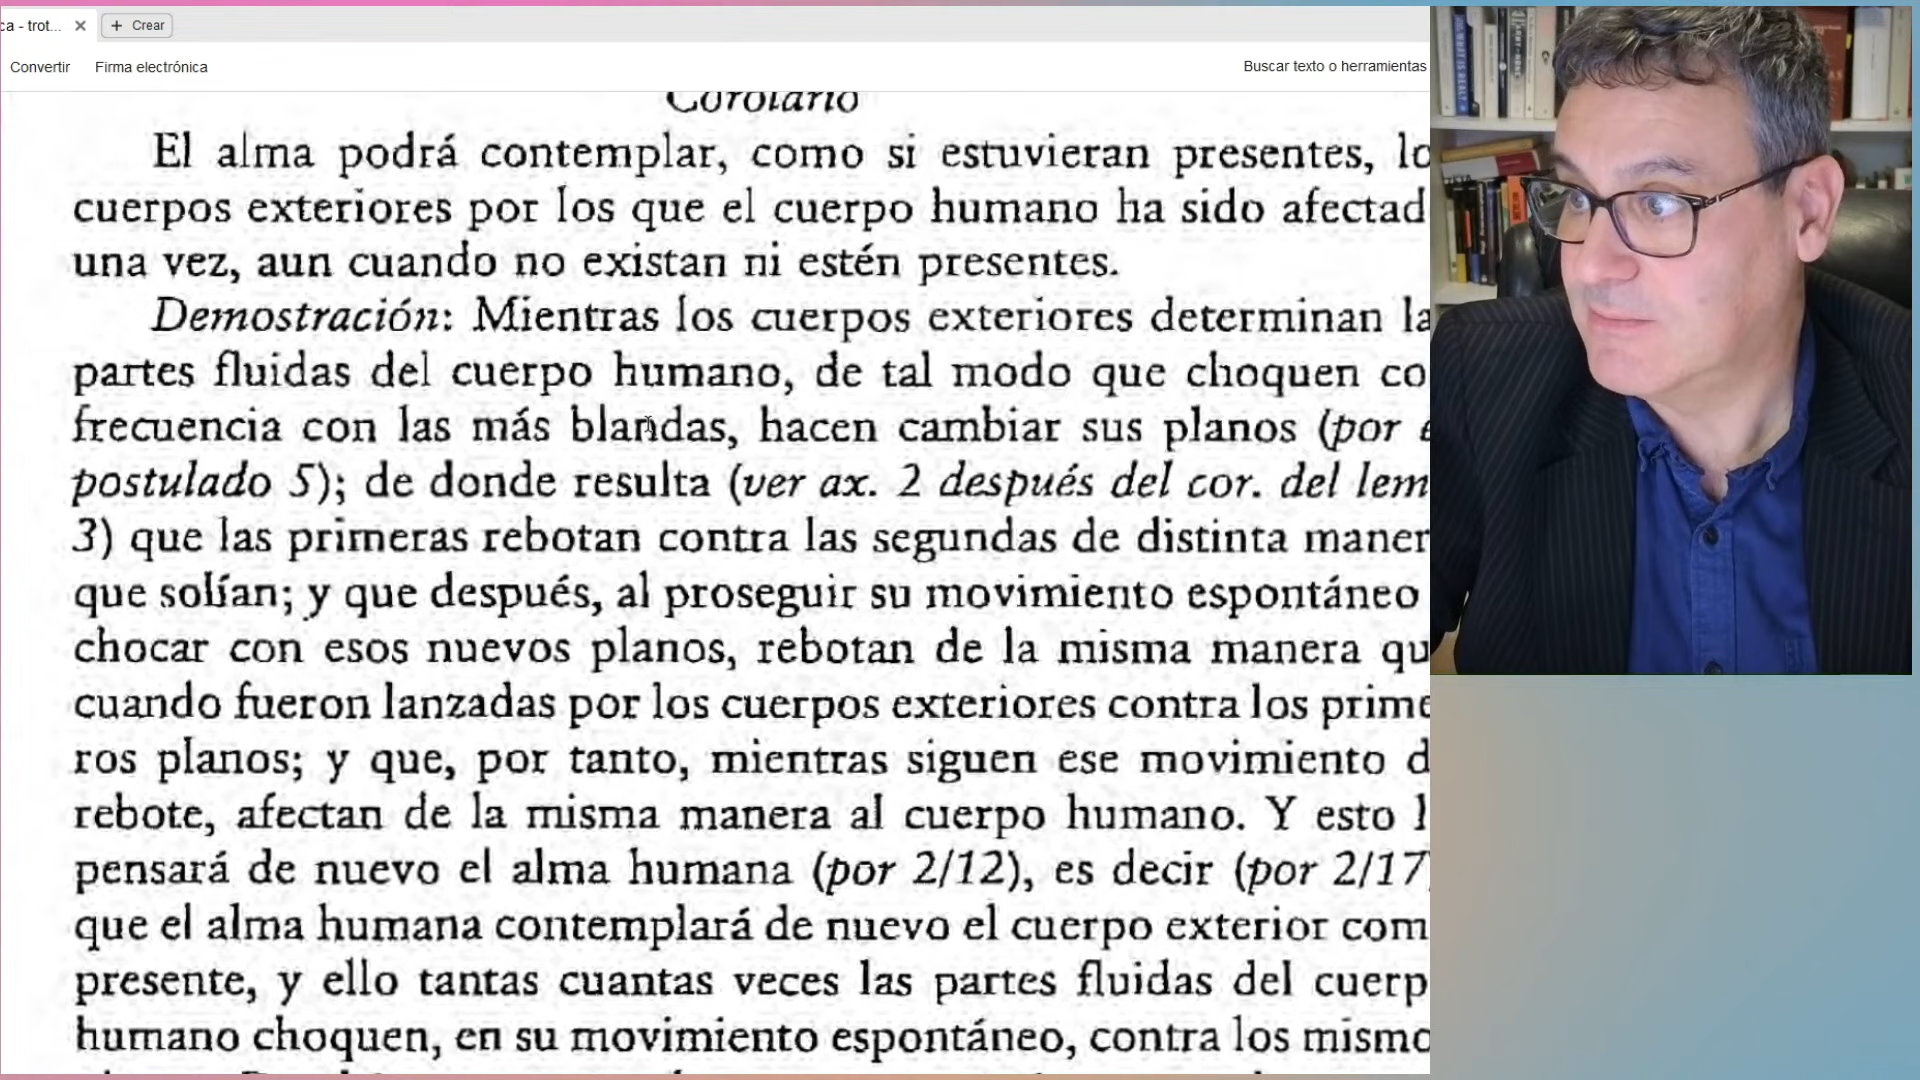 ca - trot...
Crear
Convertir
Firma electrónica
Buscar texto o herramientas
Corolario
El alma podrá contemplar, como si estuvieran presentes,
cuerpos exteriores por los que el cuerpo humano ha sido afectad
una vez, aun cuando no existan ni estén presentes.
Demostración: Mientras los cuerpos exteriores determinan la
partes fluidas del cuerpo humano, de tal modo que choquen co
frecuencia con las más blandas, hacen cambiar sus planos (por e
postulado 5); de donde resulta (ver ax. 2 después del cor. del lem
3) que las primeras rebotan contra las segundas de distinta maner
que solían; y que después, al proseguir su movimiento espontáneo
chocar con esos nuevos planos, rebotan de la misma manera qu
cuando fueron lanzadas por los cuerpos exteriores contra los prime
ros planos; y que, por tanto, mientras siguen ese movimiento d
rebote, afectan de la misma manera al cuerpo humano. Y esto l
pensará de nuevo el alma humana (por 2/12), es decir (por 2/17)
que el alma humana contemplará de nuevo el cuerpo exterior com
presente, y ello tantas cuantas veces las partes fluidas del cuerp
humano choquen, en su movimiento espontáneo, contra los mismo